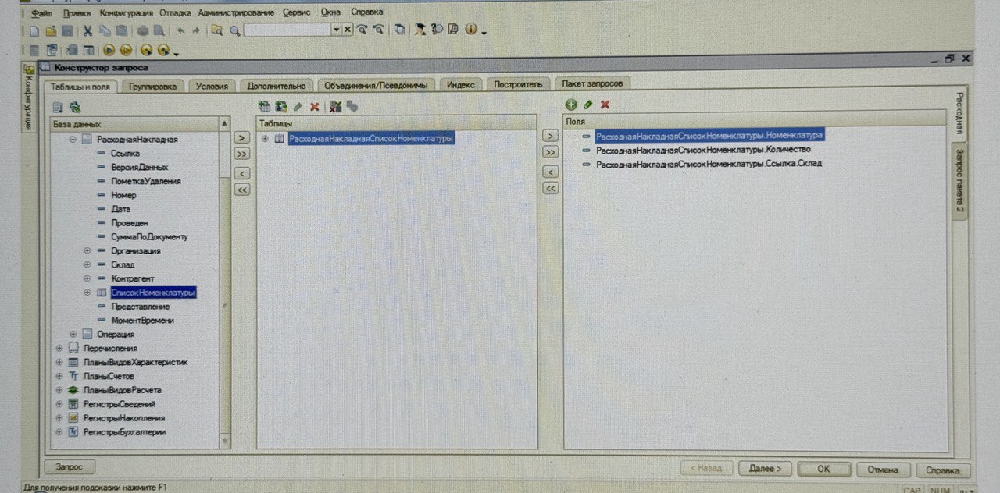 Файл Правка Конфигурация Отладка Администрирование Сервис Окна Справка
Конструктор запроса
Конфигурация
Таблицы и поля Группировка Условия Дополнительно Объединения/Псевдонимы Индекс Построитель Пакет запросов
База данных
РасходнаяНакладная
Ссылка
ВерсияДанных
ПометкаУдаления
Номер
Дата
Проведен
СуммаПоДокументу
Организация
Склад
Контрагент
СписокНоменклатуры
Представление
МоментВремени
Операция
Перечисления
ПланыВидовХарактеристик
ПланыСчетов
ПланыВидовРасчета
РегистрыСведений
РегистрыНакопления
РегистрыБухгалтерии
>
>>
<
<<
Таблицы
РасходнаяНакладнаяСписокНоменклатуры
>
>>
<
<<
Поля
РасходнаяНакладнаяСписокНоменклатуры.Номенклатура
РасходнаяНакладнаяСписокНоменклатуры.Количество
РасходнаяНакладнаяСписокНоменклатуры.Ссылка.Склад
Расходная
Запрос пакета 2
Запрос < Назад Далее > ОК Отмена Справка
Для получения подсказки нажмите F1
CAP NUM